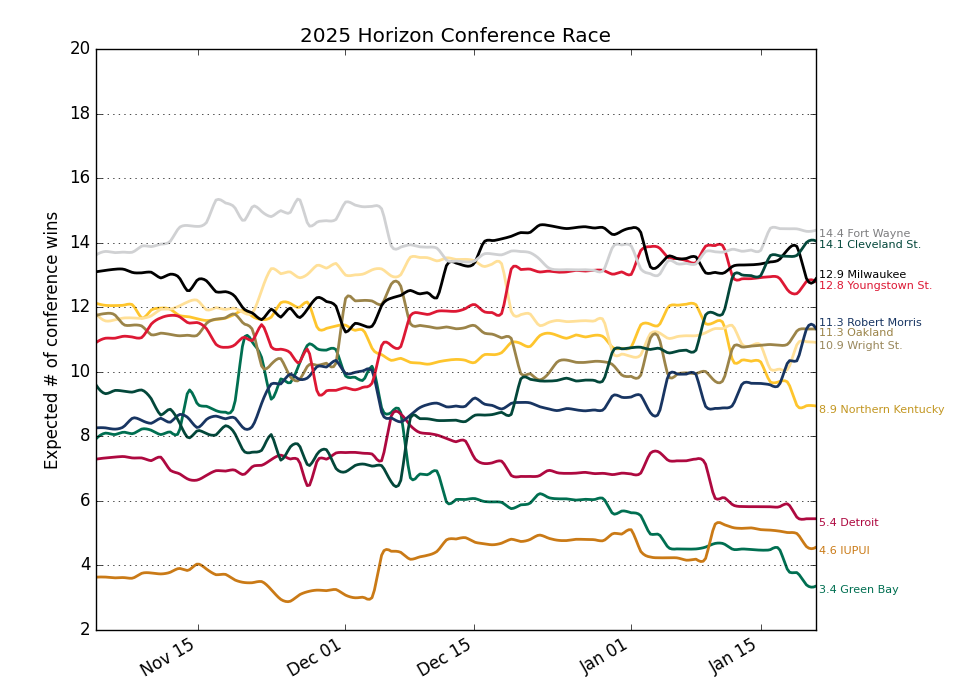 2025 Horizon Conference Race
Expected # of conference wins
20
18
16
14
12
10
8
6
4
2
14.4 Fort Wayne
14.1 Cleveland St.
12.9 Milwaukee
12.8 Youngstown St.
11.3 Robert Morris
11.3 Oakland
10.9 Wright St.
8.9 Northern Kentucky
5.4 Detroit
4.6 IUPUI
3.4 Green Bay
Nov 15
Dec 01
Dec 15
Jan 01
Jan 15